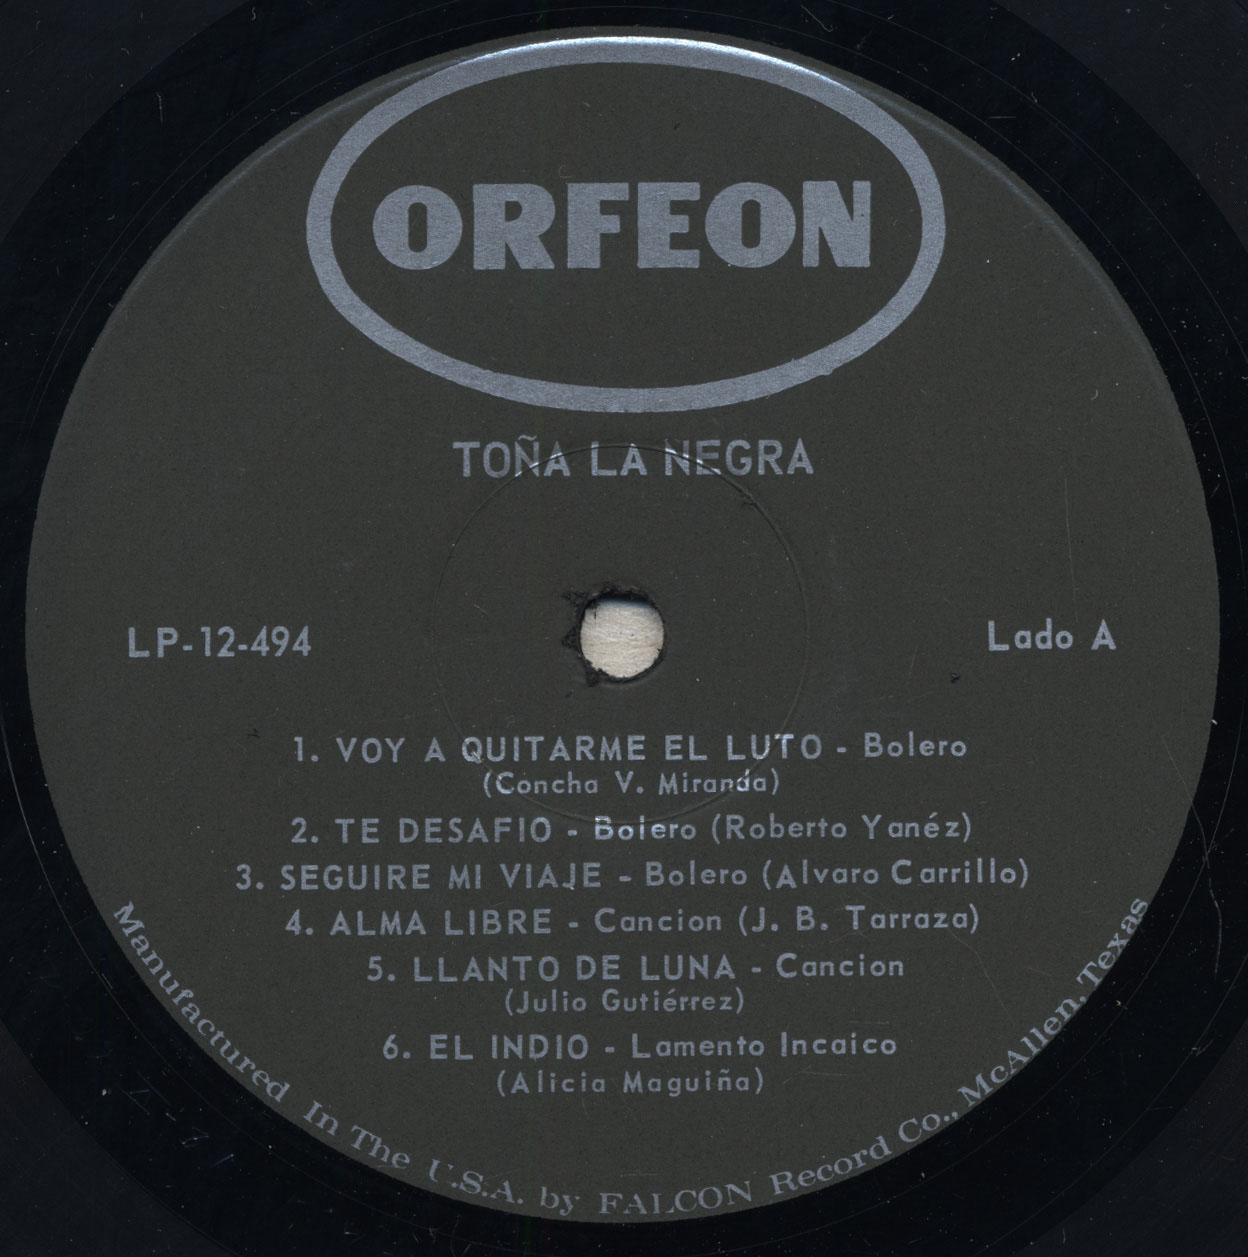 ORFEON
TOÑA LA NEGRA
LP-12-494
Lado A
1. VOY A QUITARME EL LUTO - Bolero
(Concha V. Miranda)
2. TE DESAFIO - Bolero (Roberto Yanéz)
3. SEGUIRE MI VIAJE - Bolero (Alvaro Carrillo)
4. ALMA LIBRE - Cancion (J. B. Tarraza)
5. LLANTO DE LUNA - Cancion
(Julio Gutiérrez)
6. EL INDIO - Lamento Incaico
(Alicia Maguiña)
Manufactured In The U.S.A. by FALCON Record Co., McAllen, Texas